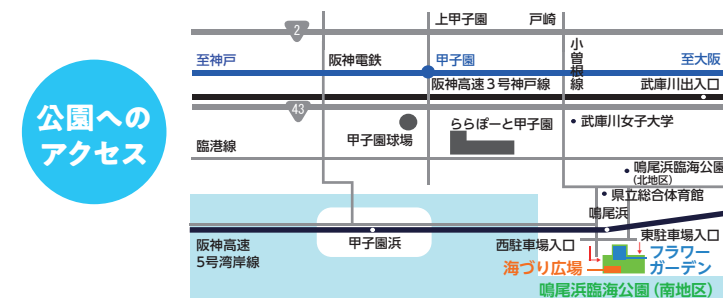 公園への
アクセス
2
上甲子園
戸崎
至神戸
阪神電鉄
甲子園
小曽根線
至大阪
阪神高速3号神戸線
武庫川出入口
43
臨港線
甲子園球場
ららぽーと甲子園
武庫川女子大学
鳴尾浜臨海公園
(北地区)
県立総合体育館
鳴尾浜
阪神高速
5号湾岸線
甲子園浜
西駐車場入口
東駐車場入口
海づり広場
フラワー
ガーデン
鳴尾浜臨海公園(南地区)